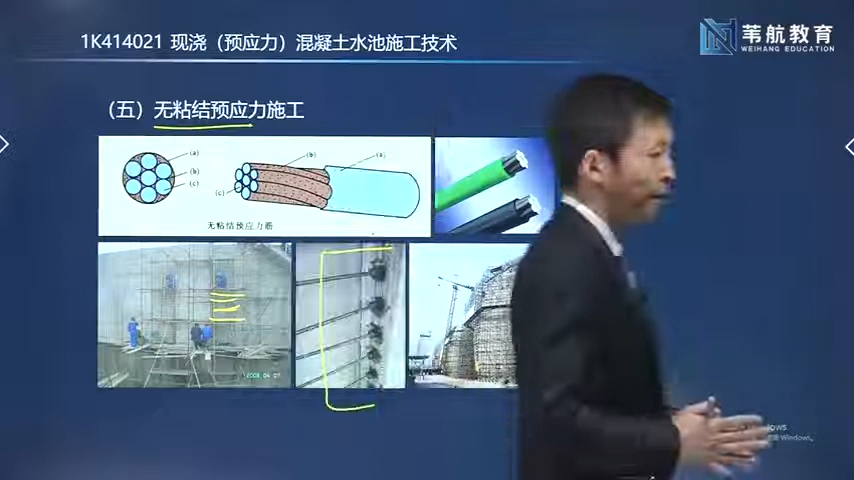 1K414021 现浇（预应力）混凝土水池施工技术
苇航教育
WEIHANG EDUCATION
（五）无粘结预应力施工
(a)
(b)
(c)
(b)
(a)
(c)
无粘结预应力筋
2009 04 07
Windows。